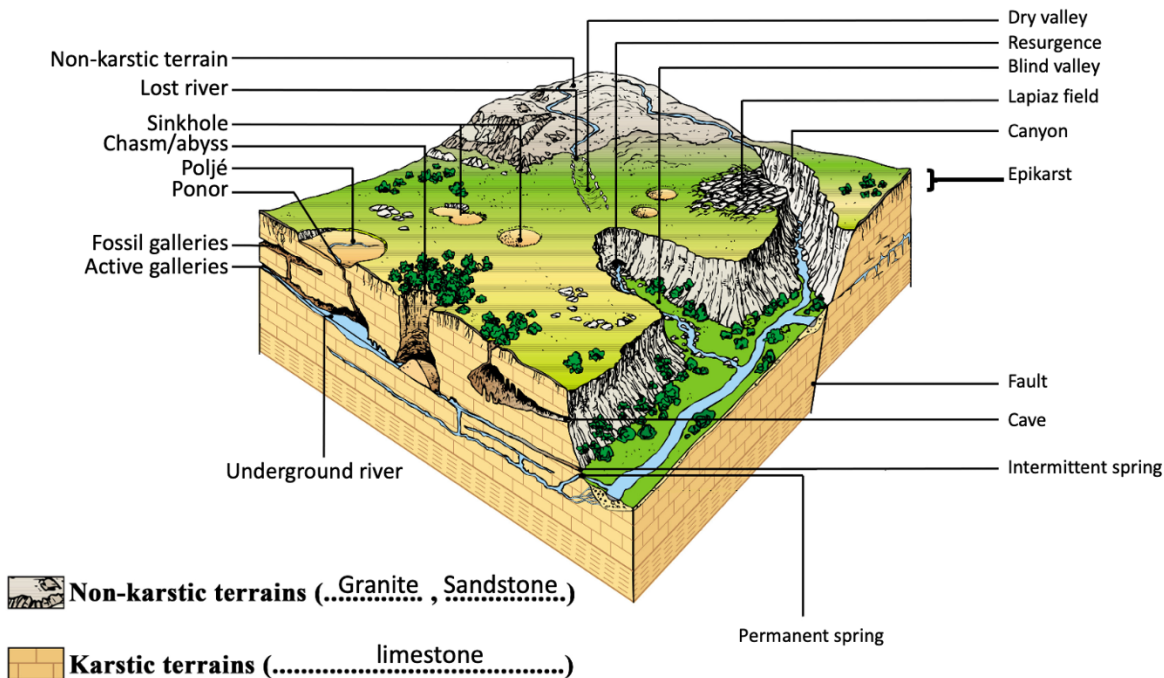 Dry valley
Resurgence
Blind valley
Lapiaz field
Canyon
Epikarst
Non-karstic terrain
Lost river
Sinkhole
Chasm/abyss
Poljé
Ponor
Fossil galleries
Active galleries
Underground river
Fault
Cave
Intermittent spring
Permanent spring
Non-karstic terrains (..Granite...... , Sandstone..)
Karstic terrains (................limestone................)